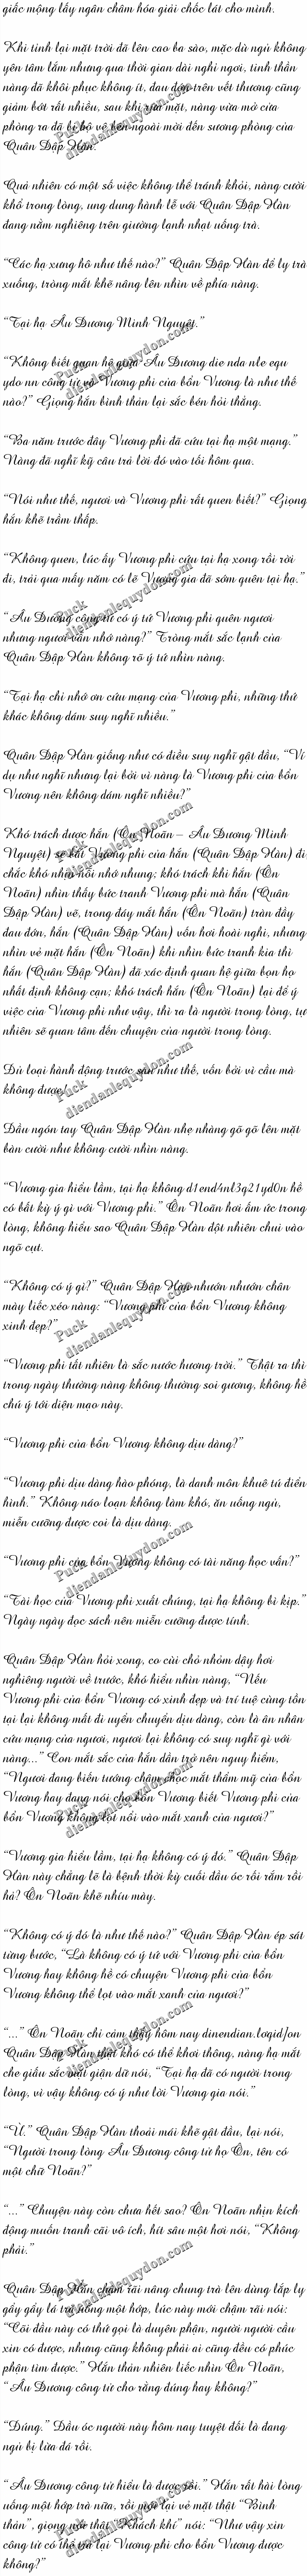 giấc mộng lấy ngân châm hóa giải chốc lát cho mình.
Khi tỉnh lại mặt trời đã lên cao ba sào, mặc dù ngủ không
yên tâm lắm nhưng qua thời gian dài nghỉ ngơi, tinh thần
nàng đã khôi phục không ít, đau đớn trên vết thương cũng
giảm bớt rất nhiều, sau khi rửa mặt, nàng vừa mở cửa
phòng ra đã bị hộ vệ bên ngoài mời đến sương phòng của
Quân Dập Hàn.
Quả nhiên có một số việc không thể tránh khỏi, nàng cười
khổ trong lòng, ung dung hành lễ với Quân Dập Hàn
đang nằm nghiêng trên giường lạnh nhạt uống trà.
“Các hạ xưng hô như thế nào?” Quân Dập Hàn để ly trà
xuống, tròng mắt khẽ nâng lên nhìn về phía nàng.
“Tại hạ Âu Dương Minh Nguyệt.”
“Không biết quan hệ giữa Âu Dương die nda nle equ
ydo nn công tử và Vương phi của bổn Vương là như thế
nào?” Giọng hắn bình thản lại sắc bén hỏi thẳng.
“Ba năm trước đây Vương phi đã cứu tại hạ một mạng.”
Nàng đã nghĩ kỹ câu trả lời đó vào tối hôm qua.
“Nói như thế, ngươi và Vương phi rất quen biết?” Giọng
hắn khẽ trầm thấp.
“Không quen, lúc ấy Vương phi cứu tại hạ xong rồi rời
đi, trải qua mấy năm có lẽ Vương gia đã sớm quên tại hạ.”
“Âu Dương công tử có ý tứ Vương phi quên ngươi
nhưng ngươi vẫn nhớ nàng?” Tròng mắt sắc lạnh của
Quân Dập Hàn không rõ ý tứ nhìn nàng.
“Tại hạ chỉ nhớ ơn cứu mạng của Vương phi, những thứ
khác không dám suy nghĩ nhiều.”
Quân Dập Hàn giống như có điều suy nghĩ gật đầu, “Ví
dụ như nghĩ nhưng lại bởi vì nàng là Vương phi của bổn
Vương nên không dám nghĩ nhiều?”
Khó trách được hắn (Ôn Noãn – Âu Dương Minh
Nguyệt) sẽ bắt Vương phi của hắn (Quân Dập Hàn) đi
chắc khó nhịn nỗi nhớ nhung; khó trách khi hắn (Ôn
Noãn) nhìn thấy bức tranh Vương phi mà hắn (Quân
Dập Hàn) vẽ, trong đáy mắt hắn (Ôn Noãn) tràn đầy
đau đớn, hắn (Quân Dập Hàn) vốn hơi hoài nghi, nhưng
nhìn vẻ mặt hắn (Ôn Noãn) khi nhìn bức tranh kia thì
hắn (Quân Dập Hàn) đã xác định quan hệ giữa bọn họ
nhất định không cạn; khó trách hắn (Ôn Noãn) lại để ý
việc của Vương phi như vậy, thì ra là người trong lòng, tự
nhiên sẽ quan tâm đến chuyện của người trong lòng.
Dù loại hành động trước sau như thế, vốn bởi vì cầu mà
không được!
Đầu ngón tay Quân Dập Hàn nhẹ nhàng gõ gõ lên mặt
bàn cười như không cười nhìn nàng.
“Vương gia hiểu lầm, tại hạ không d1end4nl3q21yd0n hề
có bất kỳ ý gì với Vương phi.” Ôn Noãn hơi ấm ức trong
lòng, không hiểu sao Quân Dập Hàn đột nhiên chui vào
ngõ cụt.
“Không có ý gì?” Quân Dập Hàn nhướn nhướn chân
mày liếc xéo nàng: “Vương phi của bổn Vương không
xinh đẹp?”
“Vương phi tất nhiên là sắc nước hương trời.” Thật ra thì
trong ngày thường nàng không thường soi gương, không hề
chú ý tới diện mạo này.
“Vương phi của bổn Vương không dịu dàng?”
“Vương phi dịu dàng hào phóng, là danh môn khuê tú điển
hình.” Không náo loạn không làm khó, ăn uống ngủ,
miễn cưỡng được coi là dịu dàng.
“Vương phi của bổn Vương không có tài năng học vấn?”
“Tài học của Vương phi xuất chúng, tại hạ không bì kịp.”
Ngày ngày đọc sách nên miễn cưỡng được tính.
Quân Dập Hàn hỏi xong, co cùi chỏ nhổm dậy hơi
nghiêng người về trước, khó hiểu nhìn nàng, “Nếu
Vương phi của bổn Vương có xinh đẹp và trí tuệ cùng tồn
tại lại không mất đi uyển chuyển dịu dàng, còn là ân nhân
cứu mạng của ngươi, ngươi lại không có suy nghĩ gì với
nàng...” Con mắt sắc của hắn dần trở nên nguy hiểm,
“Ngươi đang biến tướng châm chọc mắt thẩm mỹ của bổn
Vương hay đang nói cho bổn Vương biết Vương phi của
bổn Vương không lọt nổi vào mắt xanh của ngươi?”
“Vương gia hiểu lầm, tại hạ không có ý đó.” Quân Dập
Hàn này chẳng lẽ là bệnh thời kỳ cuối đầu óc rối rắm rồi
hả? Ôn Noãn khẽ nhíu mày.
“Không có ý đó là như thế nào?” Quân Dập Hàn ép sát
từng bước, “Là không có ý tứ với Vương phi của bổn
Vương hay không hề có chuyện Vương phi của bổn
Vương không thể lọt vào mắt xanh của ngươi?”
“...” Ôn Noãn chỉ cảm thấy hôm nay dinendian.lơqid]on
Quân Dập Hàn thật khó có thể khơi thông, nàng hạ mắt
che giấu sắc mặt giận dữ nói, “Tại hạ đã có người trong
lòng, vì vậy không có ý như lời Vương gia nói.”
“Ừ.” Quân Dập Hàn thoải mái khẽ gật đầu, lại nói,
“Người trong lòng Âu Dương công tử họ Ôn, tên có
một chữ Noãn?”
“...” Chuyện này còn chưa hết sao? Ôn Noãn nhịn kích
động muốn tranh cãi vô ích, hít sâu một hơi nói, “Không
phải.”
Quân Dập Hàn chậm rãi nâng chung trà lên dùng lắp ly
gẩy gẩy lá trà uống một hớp, lúc này mới chậm rãi nói:
“Cõi đầu này có thứ gọi là duyên phận, người người cầu
xin có được, nhưng cũng không phải ai cũng đều có phúc
phận tìm được.” Hắn thản nhiên liếc nhìn Ôn Noãn,
“Âu Dương công tử cho rằng đúng hay không?”
“Đúng.” Đầu óc người này hôm nay tuyệt đối là đang
ngủ bị lừa đá rồi.
“Âu Dương công tử hiểu là được rồi.” Hắn rất hài lòng
uống một hớp trà nữa, rồi với lại vẻ mặt thật “Bình
thản”, giọng nói thật “Khách khí” nói: “Như vậy xin
công tử có thể trả lại Vương phi cho bổn Vương được
không?”